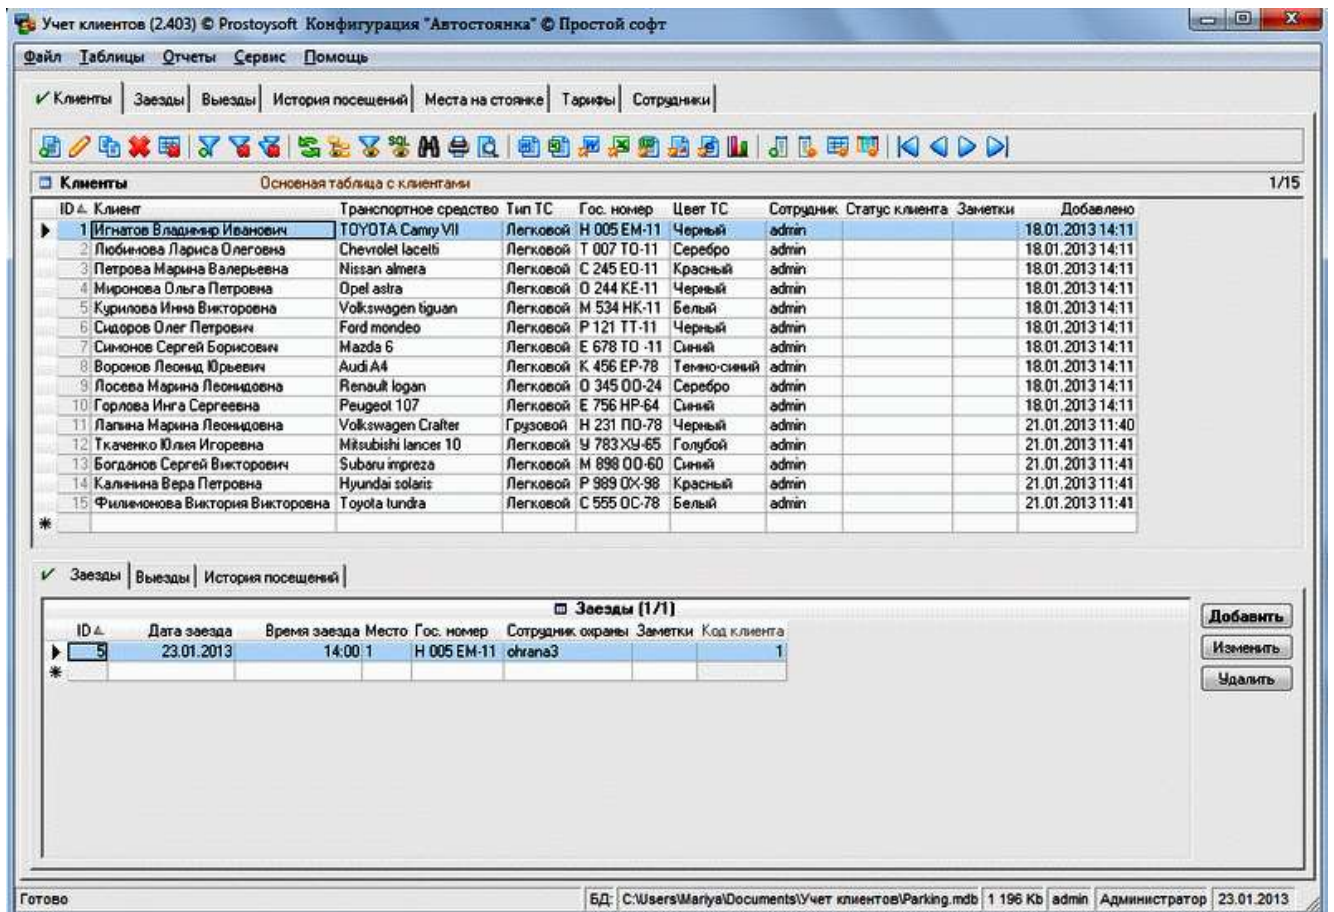 Учет клиентов (2.403) © Prostoysoft Конфигурация "Автостоянка" © Простой софт
Файл Таблицы Отчеты Сервис Помощь
Клиенты Заезды Выезды История посещений Места на стоянке Тарифы Сотрудники
Клиенты Основная таблица с клиентами 1/15
ID Клиент Транспортное средство Тип ТС Гос. номер Цвет ТС Сотрудник Статус клиента Заметки Добавлено
1 Игнатов Владимир Иванович TOYOTA Camry VII Легковой Н 005 ЕМ-11 Черный admin 18.01.2013 14:11
2 Любимова Лариса Олеговна Chevrolet lacetti Легковой Т 007 ТО-11 Серебро admin 18.01.2013 14:11
3 Петрова Марина Валерьевна Nissan almera Легковой С 245 ЕО-11 Красный admin 18.01.2013 14:11
4 Миронова Ольга Петровна Opel astra Легковой О 244 КЕ-11 Черный admin 18.01.2013 14:11
5 Курилова Инна Викторовна Volkswagen tiguan Легковой М 534 НК-11 Белый admin 18.01.2013 14:11
6 Сидоров Олег Петрович Ford mondeo Легковой Р 121 ТТ-11 Черный admin 18.01.2013 14:11
7 Симонов Сергей Борисович Mazda 6 Легковой Е 678 ТО -11 Синий admin 18.01.2013 14:11
8 Воронов Леонид Юрьевич Audi A4 Легковой К 456 ЕР-78 Темно-синий admin 18.01.2013 14:11
9 Лосева Марина Леонидовна Renault logan Легковой О 345 ОО-24 Серебро admin 18.01.2013 14:11
10 Горлова Инга Сергеевна Peugeot 107 Легковой Е 756 НР-64 Синий admin 18.01.2013 14:11
11 Лапина Марина Леонидовна Volkswagen Crafter Грузовой Н 231 ПО-78 Черный admin 21.01.2013 11:40
12 Ткаченко Юлия Игоревна Mitsubishi lancer 10 Легковой У 783 ХУ-65 Голубой admin 21.01.2013 11:41
13 Богданов Сергей Викторович Subaru impreza Легковой М 898 ОО-60 Синий admin 21.01.2013 11:41
14 Калинина Вера Петровна Hyundai solaris Легковой Р 989 ОХ-98 Красный admin 21.01.2013 11:41
15 Филимонова Виктория Викторовна Toyota tundra Легковой С 555 ОС-78 Белый admin 21.01.2013 11:41
Заезды Выезды История посещений
Заезды (1/1)
ID Дата заезда Время заезда Место Гос. номер Сотрудник охраны Заметки Код клиента
5 23.01.2013 14:00 1 Н 005 ЕМ-11 ohrana3 1
Добавить
Изменить
Удалить
Готово БД: C:\Users\Mariya\Documents\Учет клиентов\Parking.mdb 1 196 Kb admin Администратор 23.01.2013